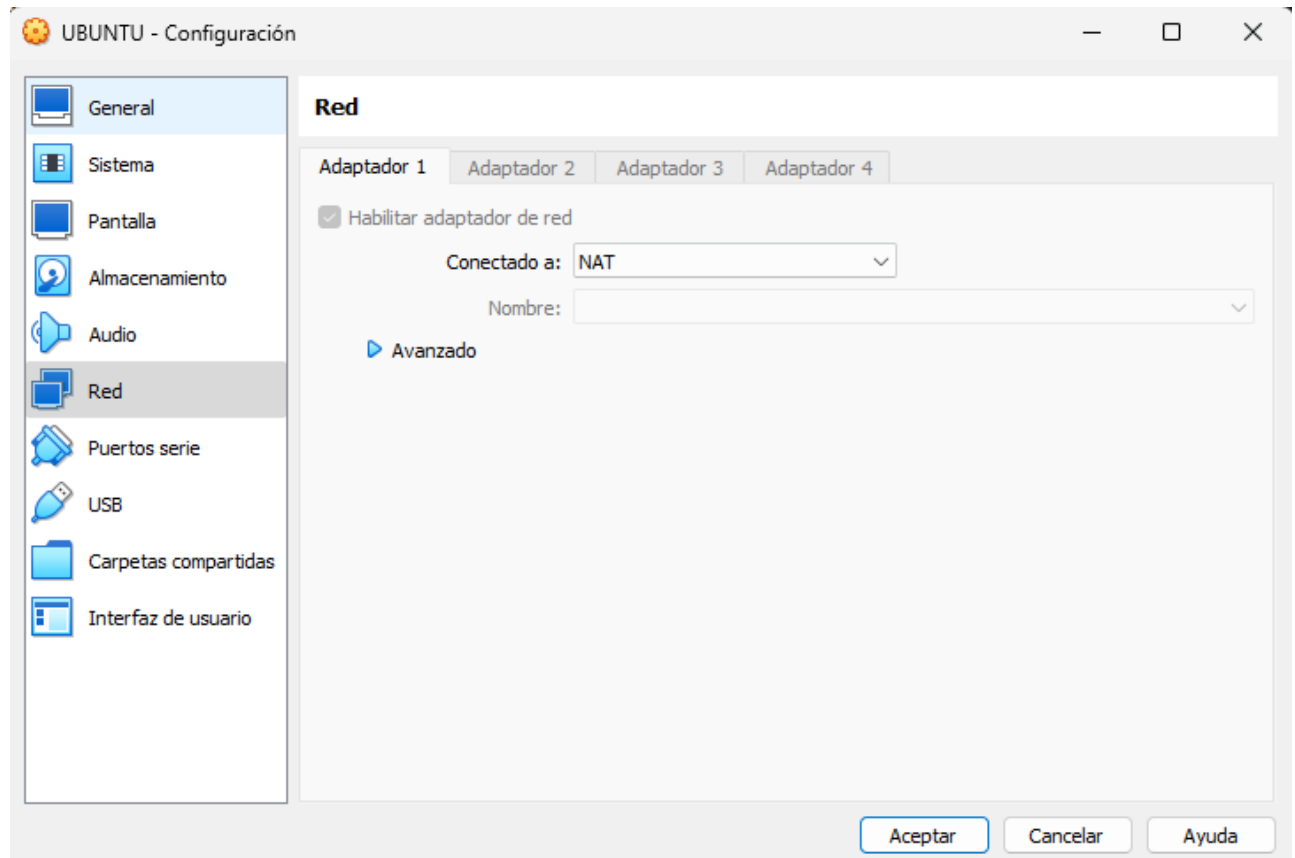 UBUNTU - Configuración
General
Sistema
Pantalla
Almacenamiento
Audio
Red
Puertos serie
USB
Carpetas compartidas
Interfaz de usuario
Red
Adaptador 1 Adaptador 2 Adaptador 3 Adaptador 4
Habilitar adaptador de red
Conectado a: NAT
Nombre:
Avanzado
Aceptar Cancelar Ayuda